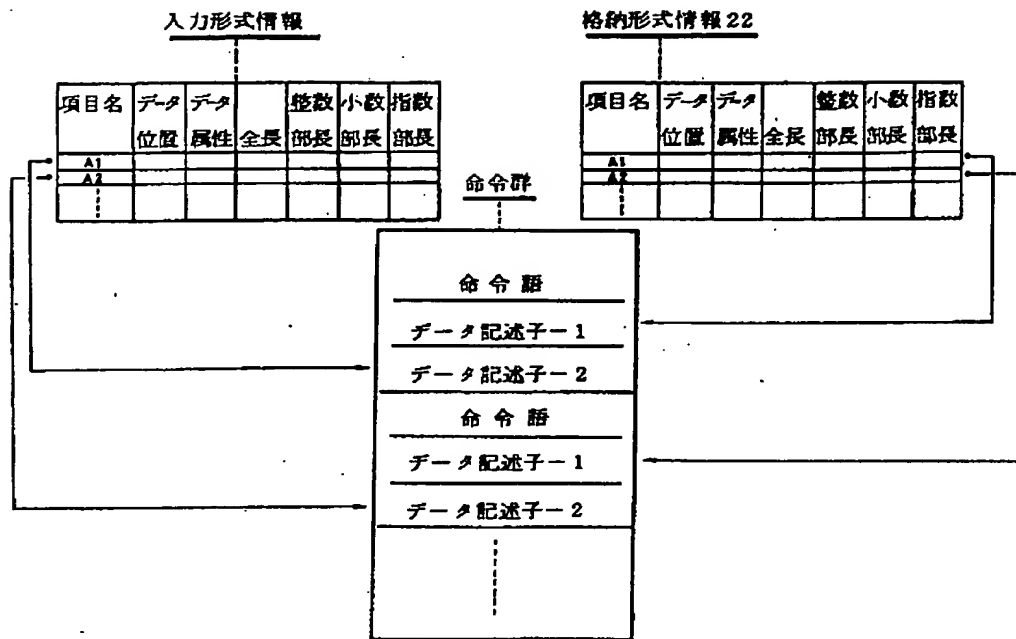 入力形式情報
格納形式情報22
項目名 データ位置 データ属性 全長 整数部長 小数部長 指数部長
A1
A2
項目名 データ位置 データ属性 全長 整数部長 小数部長 指数部長
A1
A2
命令群
命令語
データ記述子-1
データ記述子-2
命令語
データ記述子-1
データ記述子-2